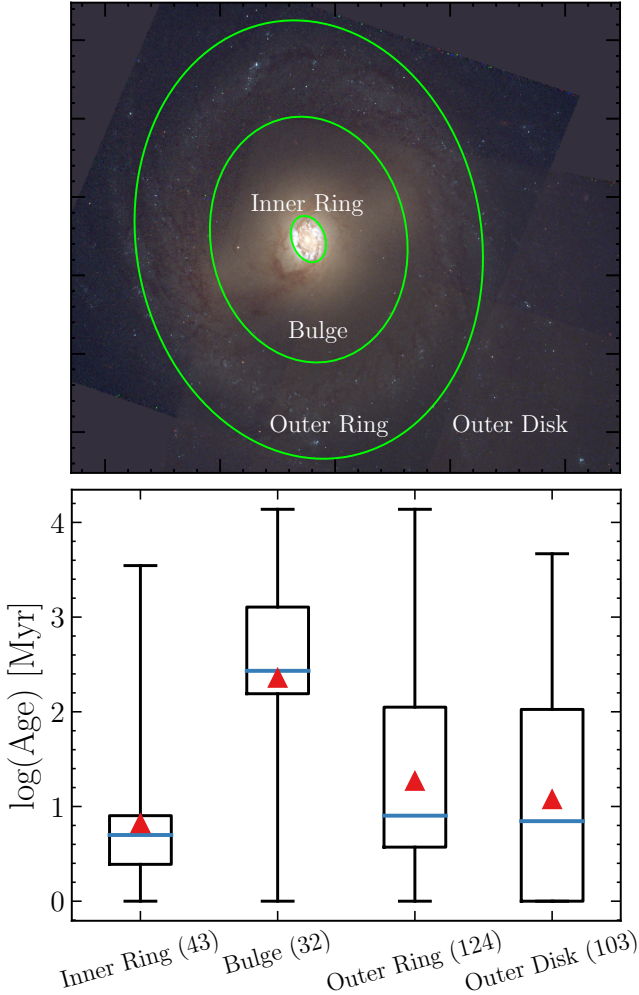 Inner Ring
Bulge
Outer Ring
Outer Disk
log(Age) [Myr]
4
3
2
1
0
Inner Ring (43)
Bulge (32)
Outer Ring (124)
Outer Disk (103)